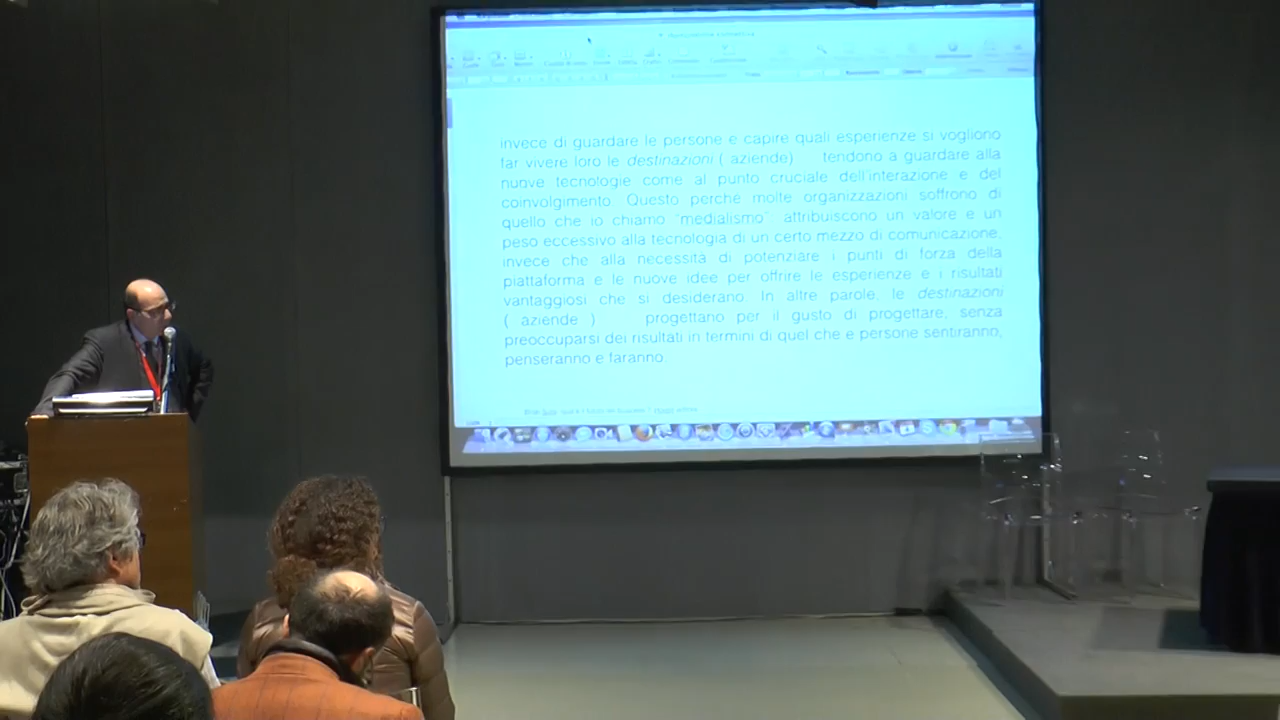 invece di guardare le persone e capire quali esperienze si vogliono
far vivere loro le destinazioni ( aziende) tendono a guardare alla
nuove tecnologie come al punto cruciale dell'interazione e del
coinvolgimento. Questo perché molte organizzazioni soffrono di
quello che io chiamo "medialismo": attribuiscono un valore e un
peso eccessivo alla tecnologia di un certo mezzo di comunicazione,
invece che alla necessità di potenziare i punti di forza della
piattaforma e le nuove idee per offrire le esperienze e i risultati
vantaggiosi che si desiderano. In altre parole, le destinazioni
( aziende ) progettano per il gusto di progettare, senza
preoccuparsi dei risultati in termini di quel che e persone sentiranno,
penseranno e faranno.